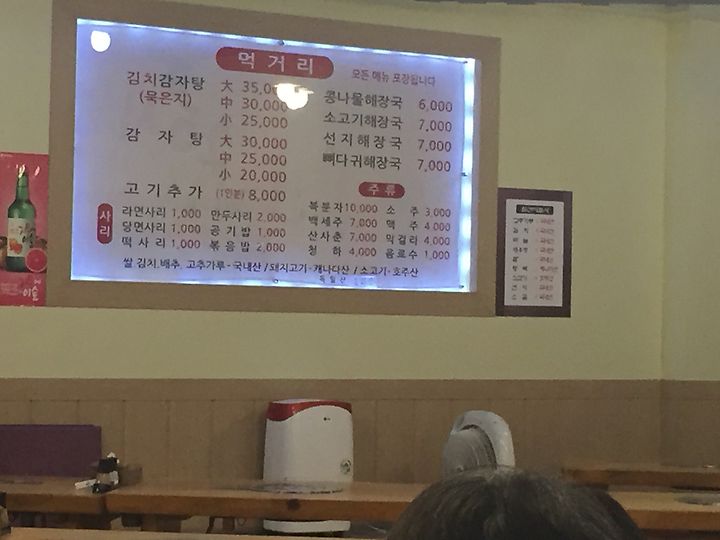 먹거리
모든 메뉴 포장됩니다
김치감자탕 大 35,000
(묵은지) 中 30,000
小 25,000
감자탕 大 30,000
中 25,000
小 20,000
고기추가 (1인분) 8,000
콩나물해장국 6,000
소고기해장국 7,000
선지해장국 7,000
뼈다귀해장국 7,000
사리
라면사리 1,000 만두사리 2,000
당면사리 1,000 공기밥 1,000
떡사리 1,000 볶음밥 2,000
주류
복분자 10,000 소주 3,000
백세주 7,000 맥주 4,000
산사춘 7,000 막걸리 4,000
청하 4,000 음료수 1,000
쌀 김치.배추. 고추가루-국내산 / 돼지고기-캐나다산 / 소고기-호주산
독일산
이슬